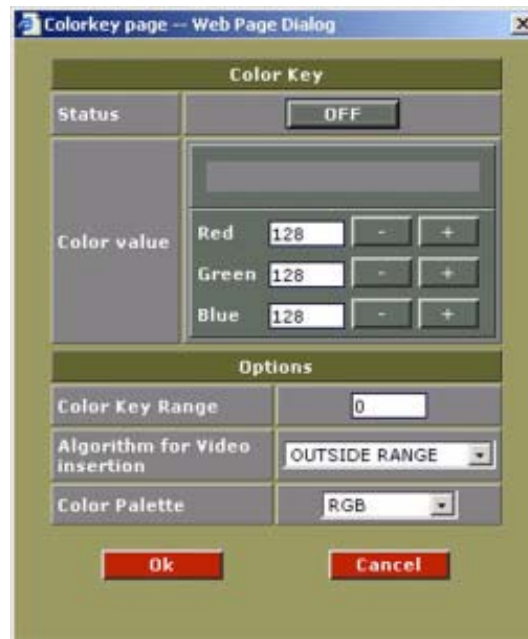 Colorkey page -- Web Page Dialog
Color Key
Status OFF
Color value
Red 128 - +
Green 128 - +
Blue 128 - +
Options
Color Key Range 0
Algorithm for Video
insertion OUTSIDE RANGE
Color Palette RGB
Ok Cancel